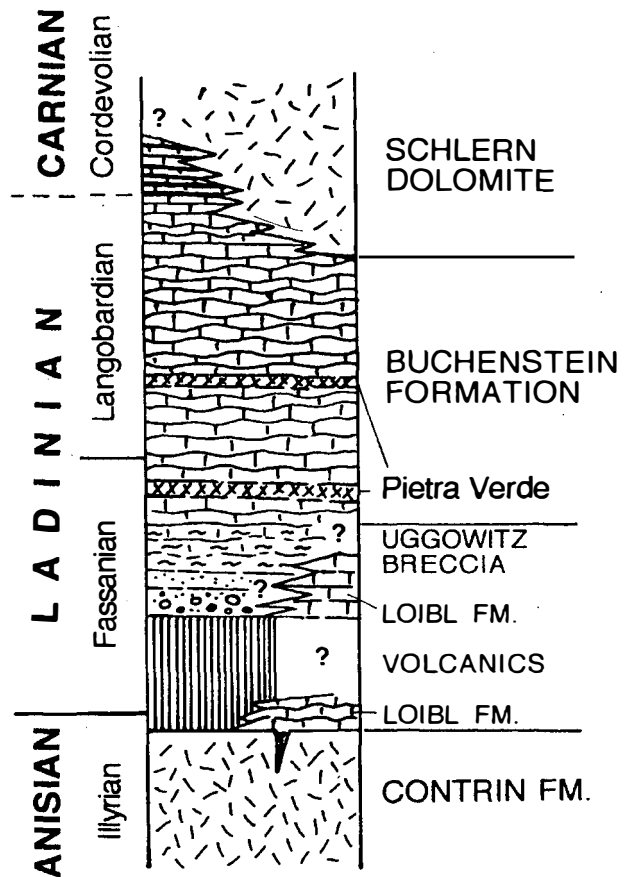 CARNIAN
Cordevolian
LADINIAN
Langobardian
Fassanian
ANISIAN
Illyrian
?
?
?
?
SCHLERN
DOLOMITE
BUCHENSTEIN
FORMATION
Pietra Verde
UGGOWITZ
BRECCIA
LOIBL FM.
VOLCANICS
LOIBL FM.
CONTRIN FM.